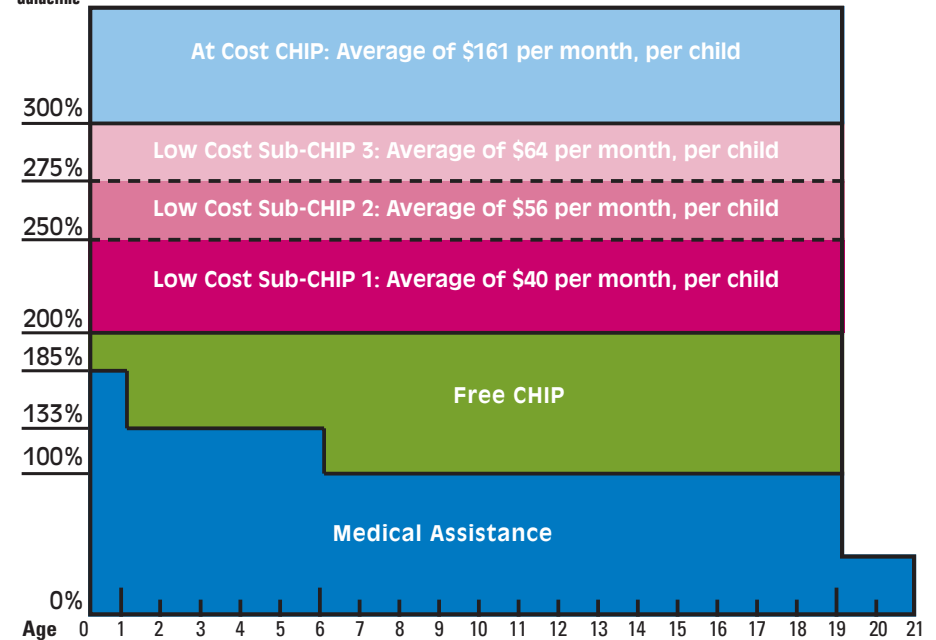 At Cost CHIP: Average of $161 per month, per child
300%
Low Cost Sub-CHIP 3: Average of $64 per month, per child
275%
Low Cost Sub-CHIP 2: Average of $56 per month, per child
250%
Low Cost Sub-CHIP 1: Average of $40 per month, per child
200%
185%
Free CHIP
133%
100%
Medical Assistance
0%
Age 0 1 2 3 4 5 6 7 8 9 10 11 12 13 14 15 16 17 18 19 20 21